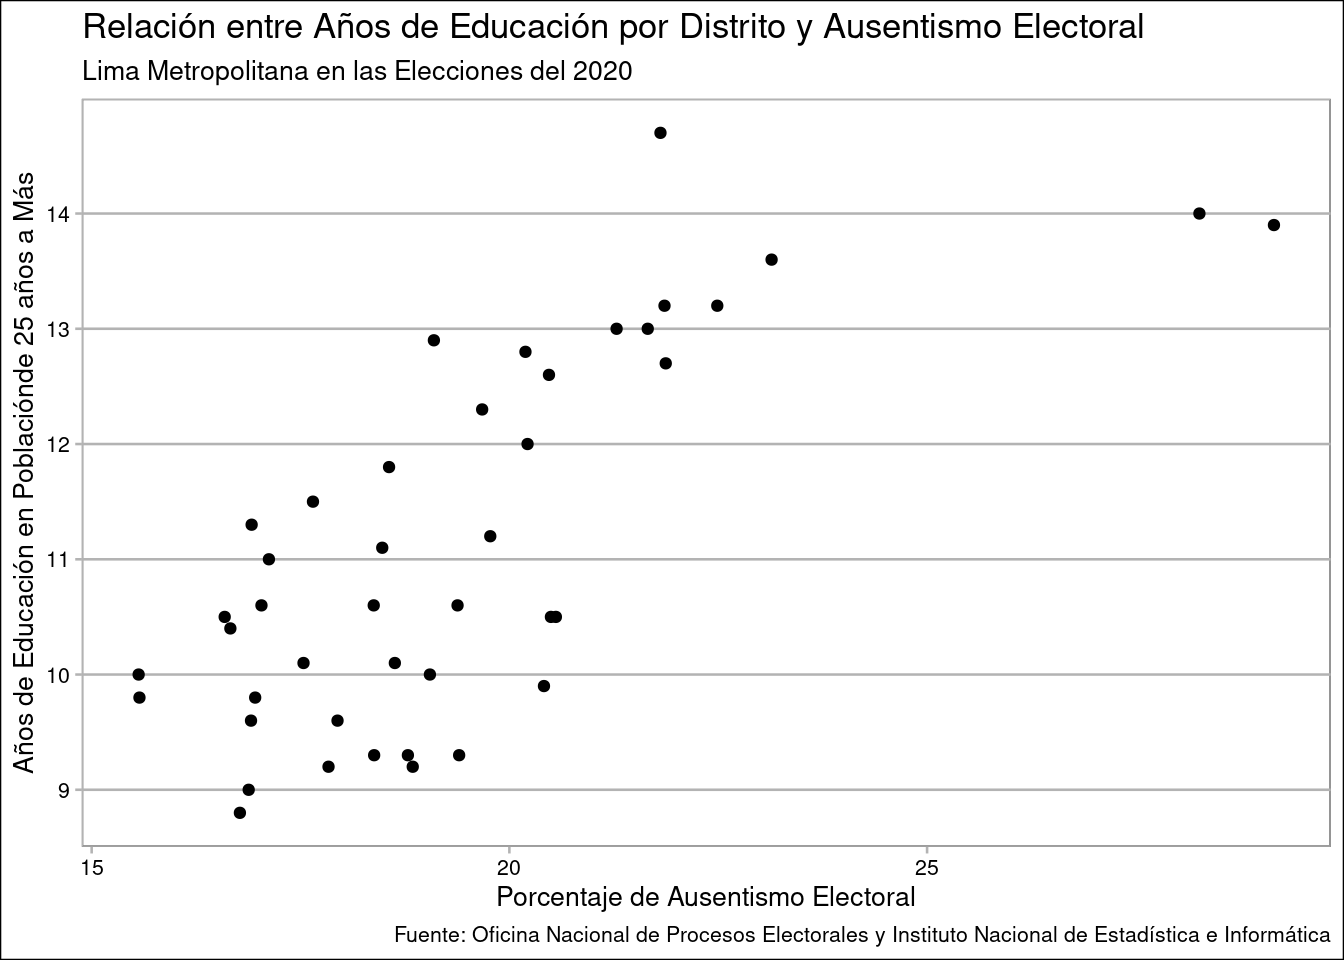 Relación entre Años de Educación por Distrito y Ausentismo Electoral
Lima Metropolitana en las Elecciones del 2020
Años de Educación en Poblaciónde 25 años a Más
14
13
12
11
10
9
15 20 25
Porcentaje de Ausentismo Electoral
Fuente: Oficina Nacional de Procesos Electorales y Instituto Nacional de Estadística e Informática